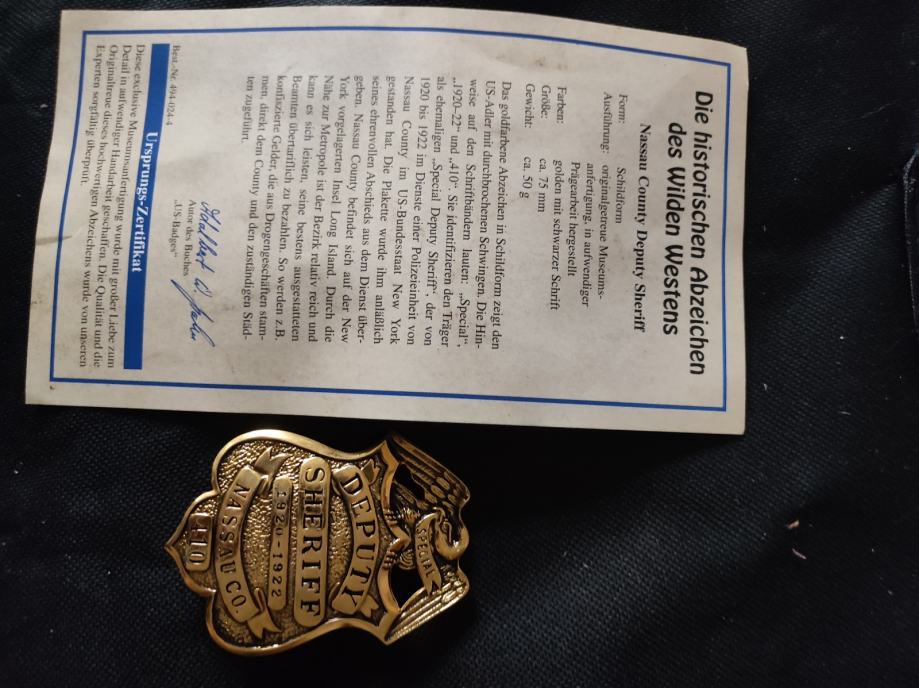 Die historischen Abzeichen
des Wilden Westens
Nassau County Deputy Sheriff
Form: Schildform
Ausführung: originalgetreue Museums-
anfertigung in aufwendiger
Prägearbeit hergestellt
Farben: golden mit schwarzer Schrift
Größe: ca. 75 mm
Gewicht: ca. 50 g
Das goldfarbene Abzeichen in Schildform zeigt den
US-Adler mit durchbrochenen Schwingen. Die Hin-
weise auf den Schriftbändern lauten: „Special“,
„1920–22“ und „410“. Sie identifizieren den Träger
als ehemaligen „Special Deputy Sheriff“, der von
1920 bis 1922 im Dienste einer Polizeieinheit von
Nassau County im US-Bundesstaat New York
gestanden hat. Die Plakette wurde ihm anläßlich
seines ehrenvollen Abschieds aus dem Dienst über-
geben. Nassau County befindet sich auf der New
York vorgelagerten Insel Long Island. Durch die
Nähe zur Metropole ist der Bezirk relativ reich und
kann es sich leisten, seine bestens ausgestatteten
Beamten übertariflich zu bezahlen. So werden z.B.
konfiszierte Gelder, die aus Drogengeschäften stam-
men, direkt dem County und den zuständigen Städ-
ten zugeführt.
Autor des Buches
„US-Badges“
Best.-Nr. 494-024-4
Ursprungs-Zertifikat
Diese exclusive Museumsanfertigung wurde mit großer Liebe zum
Detail in aufwendiger Handarbeit geschaffen. Die Qualität und die
Originaltreue dieses hochwertigen Abzeichens wurde von unseren
Experten sorgfältig überprüft.
SPECIAL
DEPUTY
SHERIFF
1920-1922
NASSAU CO.
410